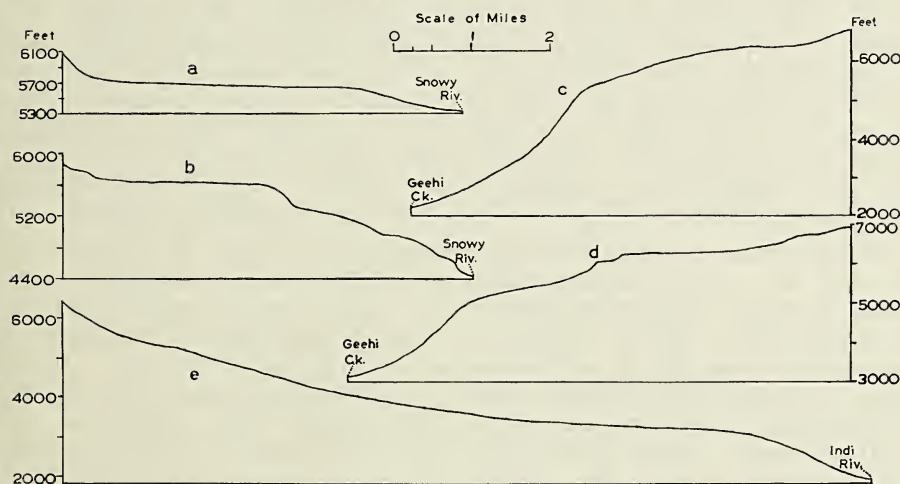 Scale of Miles
0 1 2
Feet
6100
5700
5300
a
Snowy
Riv.
6000
5200
4400
b
Snowy
Riv.
Feet
6000
4000
2000
c
Geehi
Ck.
7000
5000
3000
d
Geehi
Ck.
6000
4000
2000
e
Indi
Riv.